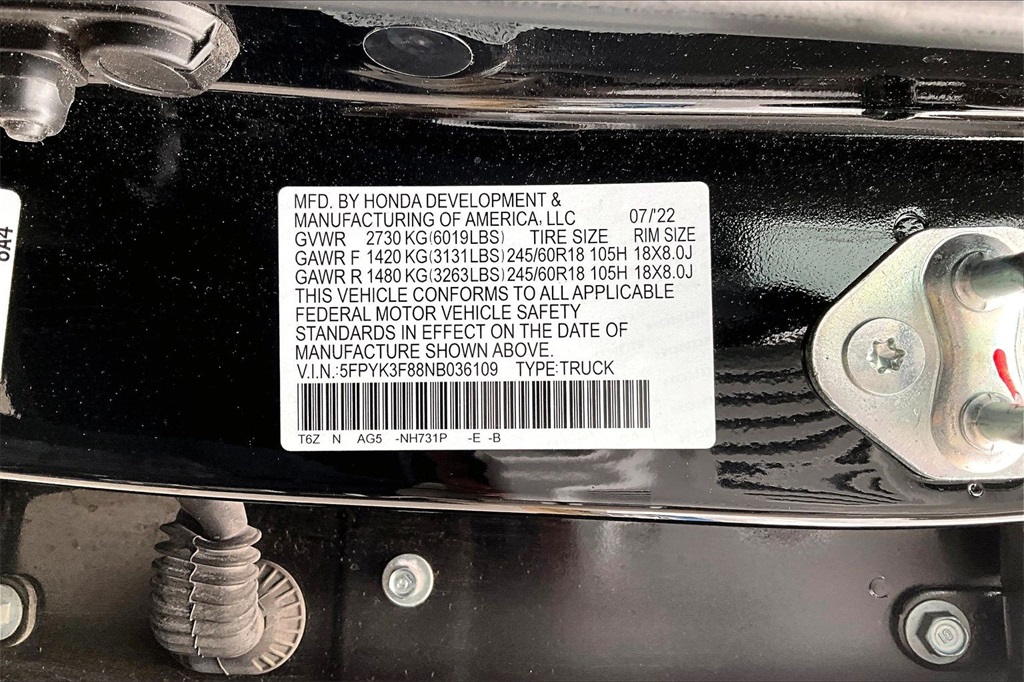 MFD. BY HONDA DEVELOPMENT &
MANUFACTURING OF AMERICA, LLC 07/'22
GVWR 2730 KG(6019LBS) TIRE SIZE RIM SIZE
GAWR F 1420 KG(3131LBS) 245/60R18 105H 18X8.0J
GAWR R 1480 KG(3263LBS) 245/60R18 105H 18X8.0J
THIS VEHICLE CONFORMS TO ALL APPLICABLE
FEDERAL MOTOR VEHICLE SAFETY
STANDARDS IN EFFECT ON THE DATE OF
MANUFACTURE SHOWN ABOVE.
V.I.N.:5FPYK3F88NB036109 TYPE:TRUCK
T6Z N AG5 -NH731P -E -B
6A4
10